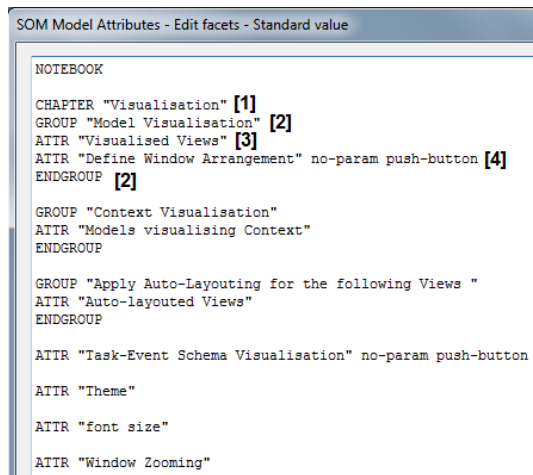 SOM Model Attributes - Edit facets - Standard value
NOTEBOOK
CHAPTER "Visualisation" [1]
GROUP "Model Visualisation" [2]
ATTR "Visualised Views" [3]
ATTR "Define Window Arrangement" no-param push-button [4]
ENDGROUP [2]
GROUP "Context Visualisation"
ATTR "Models visualising Context"
ENDGROUP
GROUP "Apply Auto-Layouting for the following Views "
ATTR "Auto-layouted Views"
ENDGROUP
ATTR "Task-Event Schema Visualisation" no-param push-button
ATTR "Theme"
ATTR "font size"
ATTR "Window Zooming"